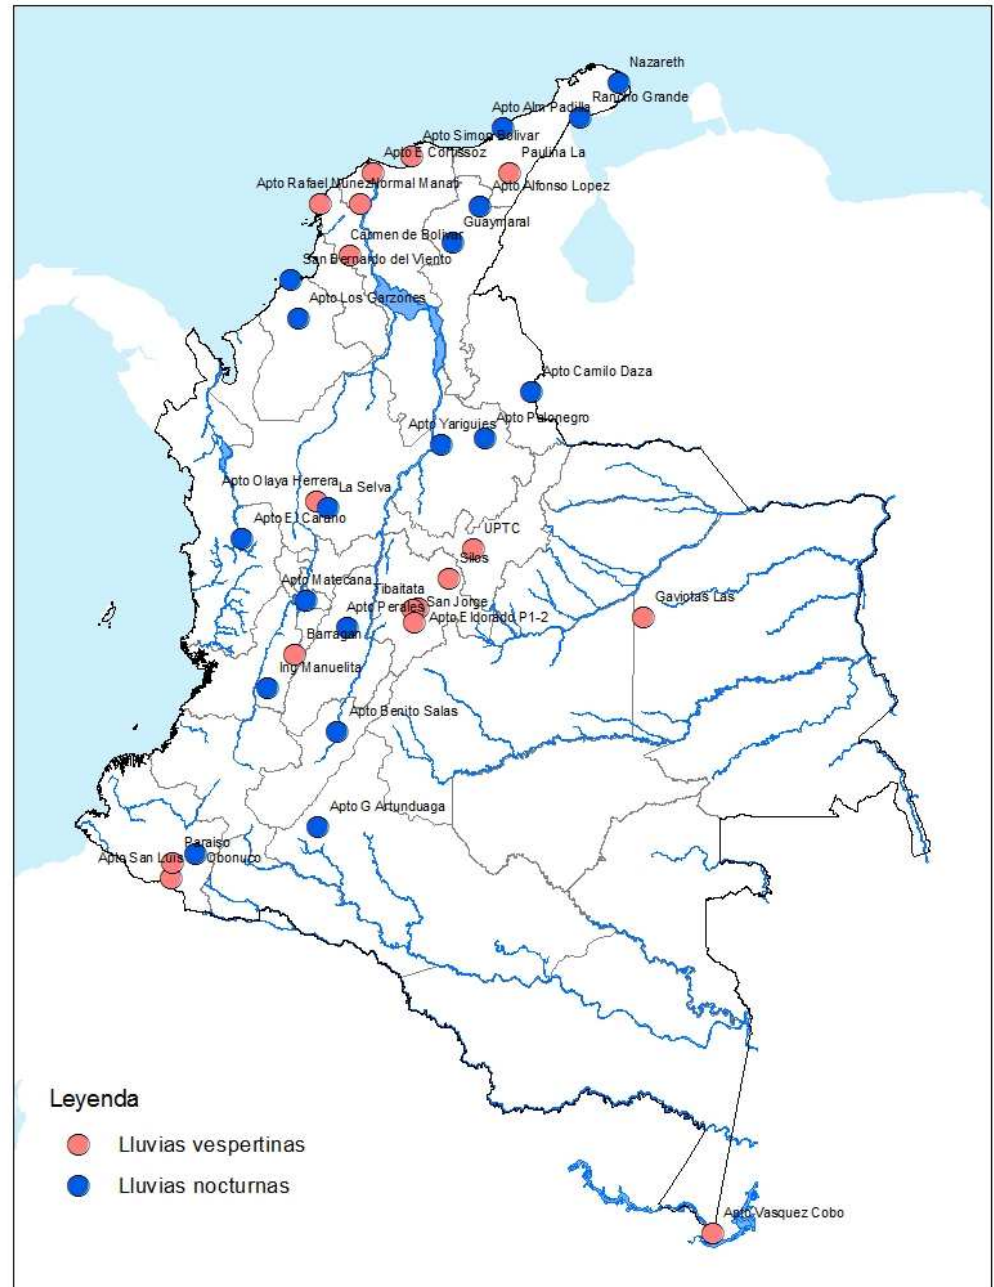 Nazareth
Rancho Grande
Apto Alm Padilla
Apto Simon Bolivar
Apto E Cortissoz
Paulina La
Apto Rafael Nunez
Normal Manati
Apto Alfonso Lopez
Guaymaral
Carmen de Bolivar
San Bernardo del Viento
Apto Los Garzones
Apto Camilo Daza
Apto Yariguies
Apto Palonegro
Apto Olaya Herrera
La Selva
Apto El Carano
UPTC
Silos
Apto Matecana
Tibaitata
San Jorge
Gaviotas Las
Apto Perales
Apto Eldorado P1-2
Barragan
Ing Manuelita
Apto Benito Salas
Apto G Artunduaga
Paraiso
Apto San Luis
Obonuco
Leyenda
Lluvias vespertinas
Lluvias nocturnas
Apto Vasquez Cobo